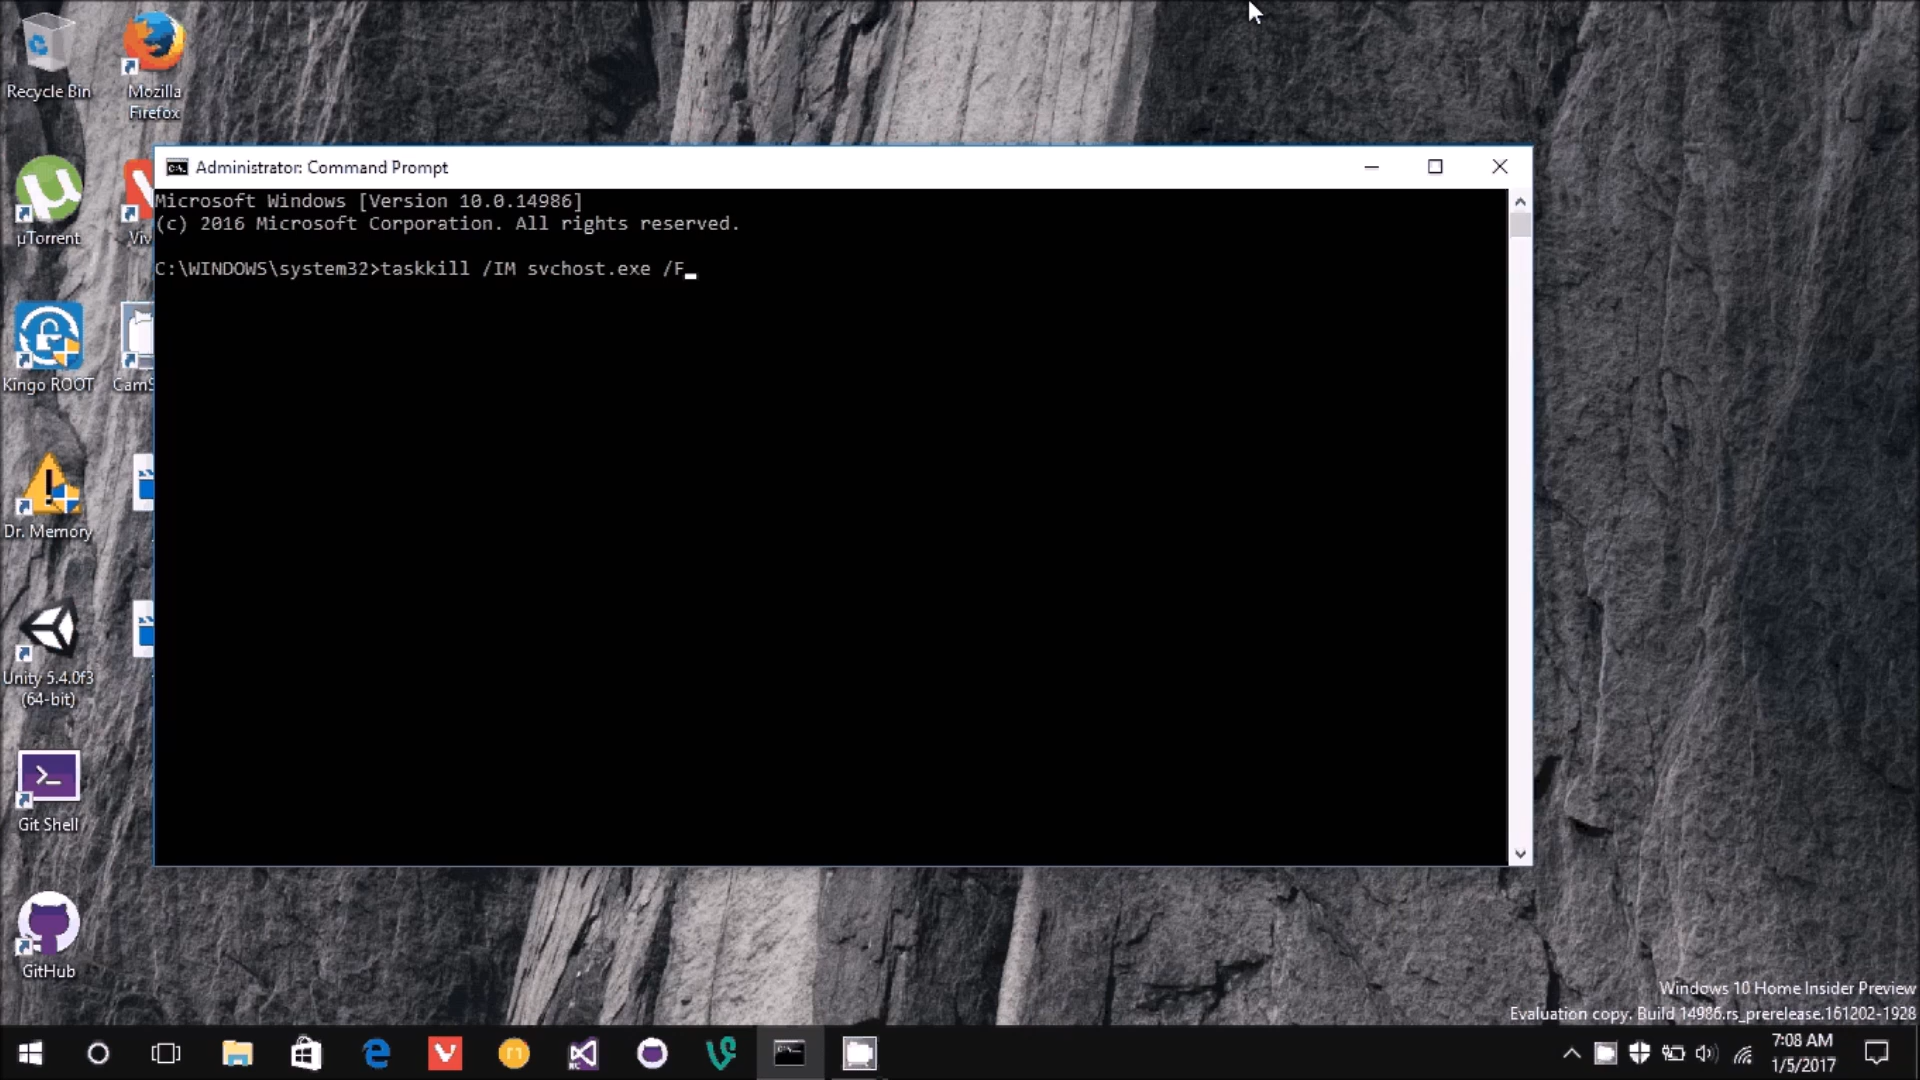 Recycle Bin
Mozilla
Firefox
µTorrent
Viv
Kingo ROOT
CamS
Dr. Memory
Unity 5.4.0f3
(64-bit)
Git Shell
GitHub
Administrator: Command Prompt
Microsoft Windows [Version 10.0.14986]
(c) 2016 Microsoft Corporation. All rights reserved.
C:\WINDOWS\system32>taskkill /IM svchost.exe /F
Windows 10 Home Insider Preview
Evaluation copy. Build 14986.rs_prerelease.161202-1928
7:08 AM
1/5/2017